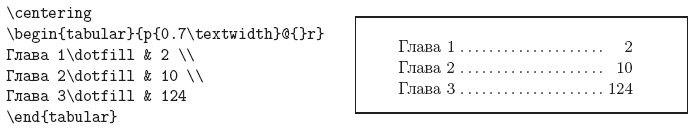 \centering
\begin{tabular}{p{0.7\textwidth}@{}r}
Глава 1\dotfill & 2 \\
Глава 2\dotfill & 10 \\
Глава 3\dotfill & 124
\end{tabular}
Глава 1 . . . . . . . . . . . . . . . . . . . . . 2
Глава 2 . . . . . . . . . . . . . . . . . . . . . 10
Глава 3 . . . . . . . . . . . . . . . . . . . . . 124